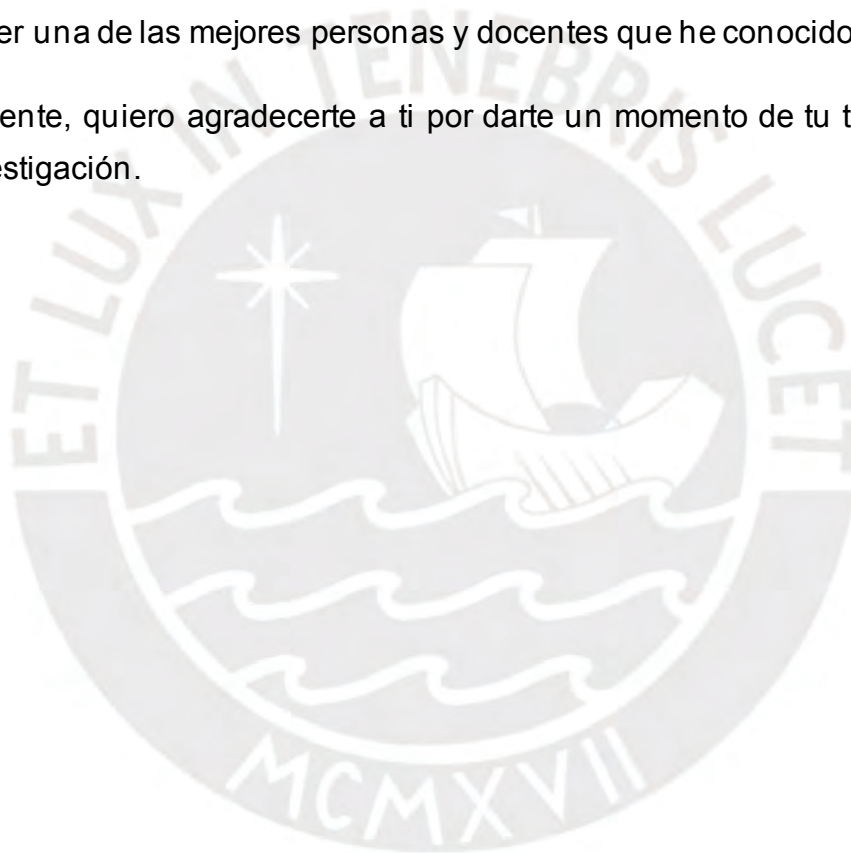 er una de las mejores personas y docentes que he conocido
ente, quiero agradecerte a ti por darte un momento de tu t
estigación.
ET LUX IN TENEBRIS LUCET
MCMXVII